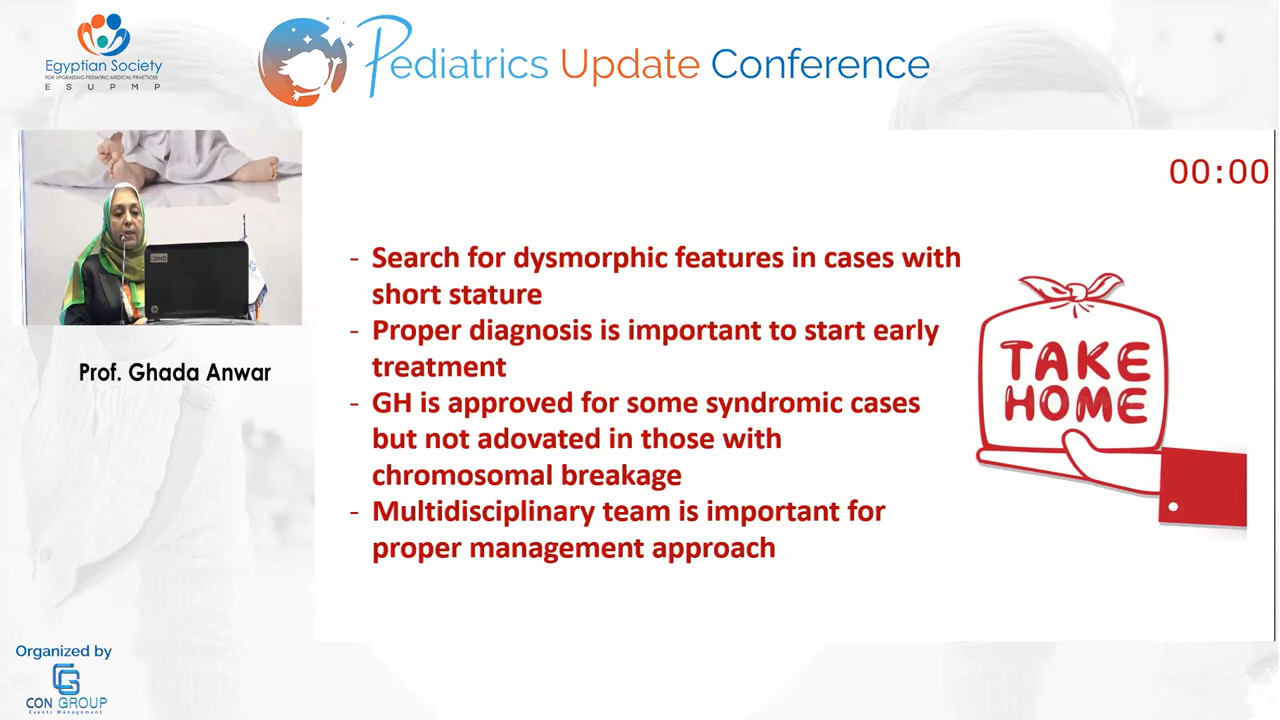 Egyptian Society
FOR UPGRADING PEDIATRIC MEDICAL PRACTICES
E S U P M P
Pediatrics Update Conference
00:00
Prof. Ghada Anwar
- Search for dysmorphic features in cases with
short stature
- Proper diagnosis is important to start early
treatment
- GH is approved for some syndromic cases
but not adovated in those with
chromosomal breakage
- Multidisciplinary team is important for
proper management approach
TAKE
HOME
Organized by
CON GROUP
Events Management